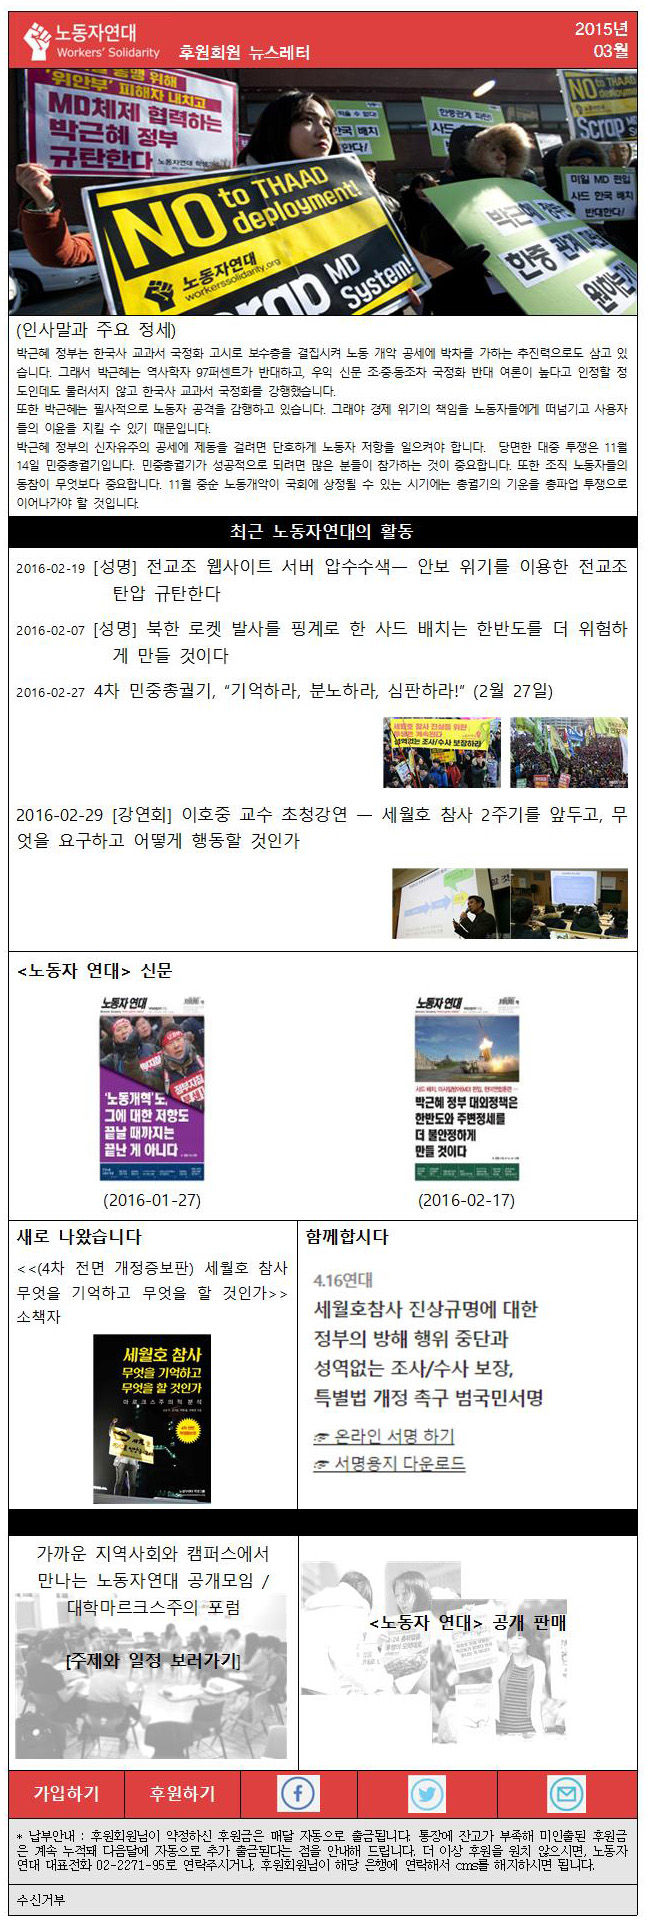 노동자연대
Workers' Solidarity
후원회원 뉴스레터
2015년
03월
동맹 위해
'위안부' 피해자 내치고
MD체제 협력하는
박근혜 정부
규탄한다
NO to THAAD
deployment!
노동자연대
workerssolidarity.org
Scrap MD
System!
한중관계 파탄
사드
NO to
Scrap
박근혜 정부
한중
미일 MD 편입
사드 한국 배치
반대한다!
(인사말과 주요 정세)
박근혜 정부는 한국사 교과서 국정화 고시로 보수층을 결집시켜 노동 개악 공세에 박차를 가하는 추진력으로도 삼고 있
습니다. 그래서 박근혜는 역사학자 97퍼센트가 반대하고, 우익 신문 조·중·동조차 국정화 반대 여론이 높다고 인정할 정
도인데도 물러서지 않고 한국사 교과서 국정화를 강행했습니다.
또한 박근혜는 필사적으로 노동자 공격을 감행하고 있습니다. 그래야 경제 위기의 책임을 노동자들에게 떠넘기고 사용자
들의 이윤을 지킬 수 있기 때문입니다.
박근혜 정부의 신자유주의 공세에 제동을 걸려면 단호하게 노동자 저항을 일으켜야 합니다. 당면한 대중 투쟁은 11월
14일 민중총궐기입니다. 민중총궐기가 성공적으로 되려면 많은 분들이 참가하는 것이 중요합니다. 또한 조직 노동자들의
동참이 무엇보다 중요합니다. 11월 중순 노동개악이 국회에 상정될 수 있는 시기에는 총궐기의 기운을 총파업 투쟁으로
이어나가야 할 것입니다.
최근 노동자연대의 활동
2016-02-19 [성명] 전교조 웹사이트 서버 압수수색— 안보 위기를 이용한 전교조
탄압 규탄한다
2016-02-07 [성명] 북한 로켓 발사를 핑계로 한 사드 배치는 한반도를 더 위험하
게 만들 것이다
2016-02-27 4차 민중총궐기, “기억하라, 분노하라, 심판하라!” (2월 27일)
세월호 참사 진상규명을 위한
투쟁은 계속된다
성역없는 조사/수사 보장하라
2016-02-29 [강연회] 이호중 교수 초청강연 — 세월호 참사 2주기를 앞두고, 무
엇을 요구하고 어떻게 행동할 것인가
<노동자 연대> 신문
노동자 연대
'노동개혁'도,
그에 대한 저항도
끝날 때까지는
끝난 게 아니다
(2016-01-27)
노동자 연대
박근혜 정부 대외정책은
한반도와 주변정세를
더 불안정하게
만들 것이다
(2016-02-17)
새로 나왔습니다
<<(4차 전면 개정증보판) 세월호 참사
무엇을 기억하고 무엇을 할 것인가>>
소책자
세월호 참사
무엇을 기억하고
무엇을 할 것인가
마르크스주의적 분석
함께합시다
4.16연대
세월호참사 진상규명에 대한
정부의 방해 행위 중단과
성역없는 조사/수사 보장,
특별법 개정 촉구 범국민서명
☞ 온라인 서명 하기
☞ 서명용지 다운로드
가까운 지역사회와 캠퍼스에서
만나는 노동자연대 공개모임 /
대학마르크스주의 포럼
[주제와 일정 보러가기]
<노동자 연대> 공개 판매
가입하기
후원하기
* 납부안내 : 후원회원님이 약정하신 후원금은 매달 자동으로 출금됩니다. 통장에 잔고가 부족해 미인출된 후원금
은 계속 누적돼 다음달에 자동으로 추가 출금된다는 점을 안내해 드립니다. 더 이상 후원을 원치 않으시면, 노동자
연대 대표전화 02-2271-95로 연락주시거나, 후원회원님이 해당 은행에 연락해서 cms를 해지하시면 됩니다.
수신거부